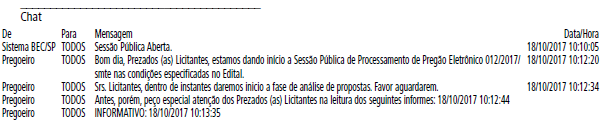 Chat
De Para Mensagem Data/Hora
Sistema BEC/SP TODOS Sessão Pública Aberta. 18/10/2017 10:10:05
Pregoeiro TODOS Bom dia, Prezados (as) Licitantes, estamos dando início a Sessão Pública de Processamento de Pregão Eletrônico 012/2017/ 18/10/2017 10:12:20
smte nas condições especificadas no Edital.
Pregoeiro TODOS Srs. Licitantes, dentro de instantes daremos inicio a fase de análise de propostas. Favor aguardarem. 18/10/2017 10:12:34
Pregoeiro TODOS Antes, porém, peço especial atenção dos Prezados (as) Licitantes na leitura dos seguintes informes: 18/10/2017 10:12:44
Pregoeiro TODOS INFORMATIVO: 18/10/2017 10:13:35